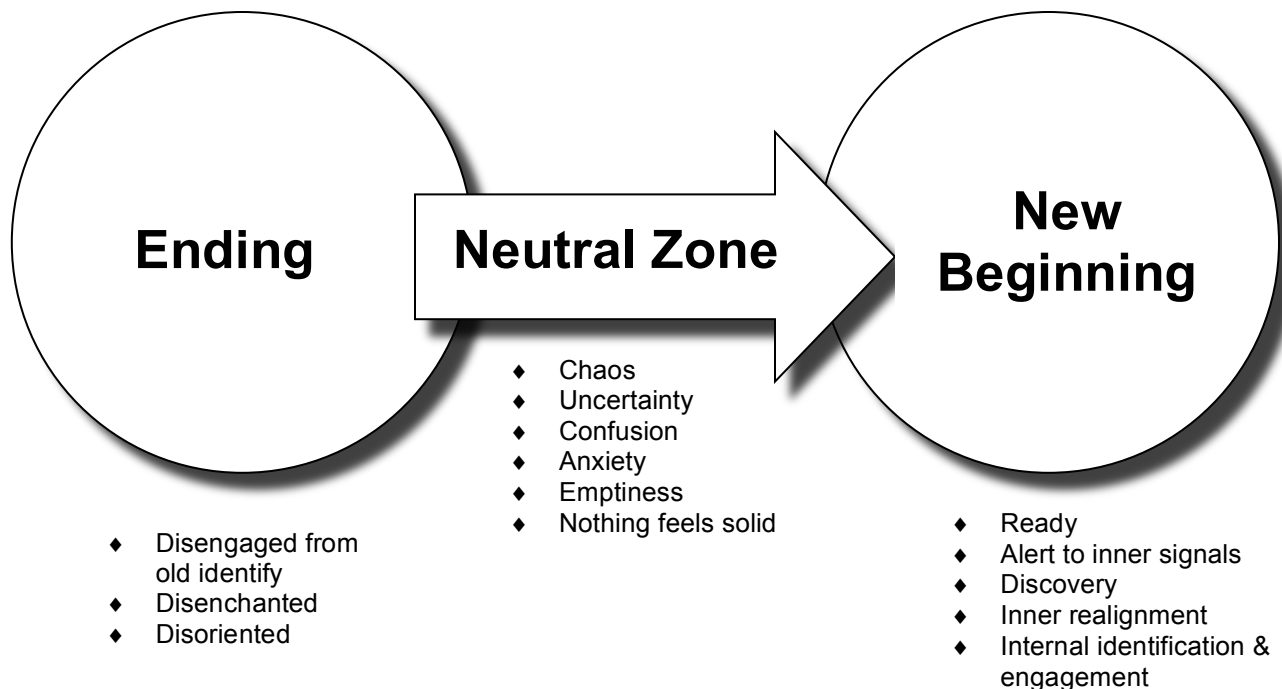 Ending
Neutral Zone
New
Beginning
♦ Chaos
♦ Uncertainty
♦ Confusion
♦ Anxiety
♦ Emptiness
♦ Nothing feels solid
♦ Disengaged from
old identify
♦ Disenchanted
♦ Disoriented
♦ Ready
♦ Alert to inner signals
♦ Discovery
♦ Inner realignment
♦ Internal identification &
engagement